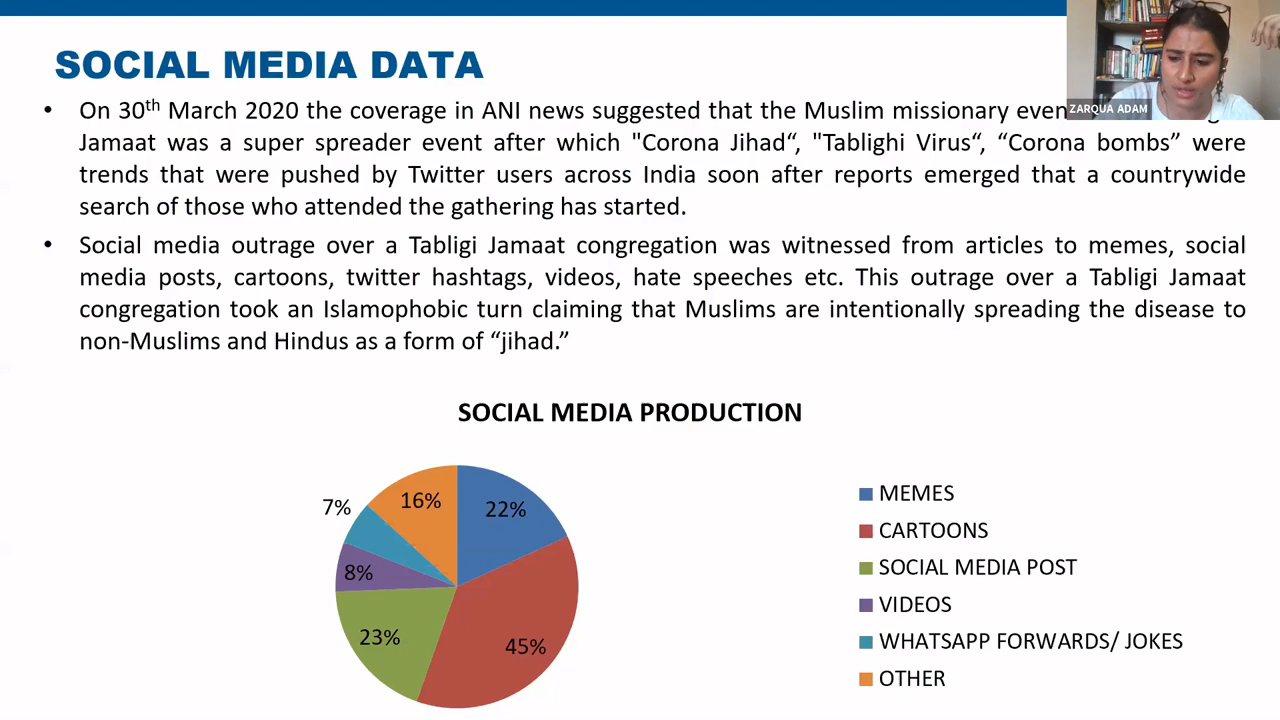 SOCIAL MEDIA DATA
ZARQUA ADAM
• On 30th March 2020 the coverage in ANI news suggested that the Muslim missionary
Jamaat was a super spreader event after which "Corona Jihad“, "Tablighi Virus“, “Corona bombs” were
trends that were pushed by Twitter users across India soon after reports emerged that a countrywide
search of those who attended the gathering has started.
• Social media outrage over a Tabligi Jamaat congregation was witnessed from articles to memes, social
media posts, cartoons, twitter hashtags, videos, hate speeches etc. This outrage over a Tabligi Jamaat
congregation took an Islamophobic turn claiming that Muslims are intentionally spreading the disease to
non-Muslims and Hindus as a form of “jihad.”
SOCIAL MEDIA PRODUCTION
22%
45%
23%
8%
7%
16%
MEMES
CARTOONS
SOCIAL MEDIA POST
VIDEOS
WHATSAPP FORWARDS/ JOKES
OTHER